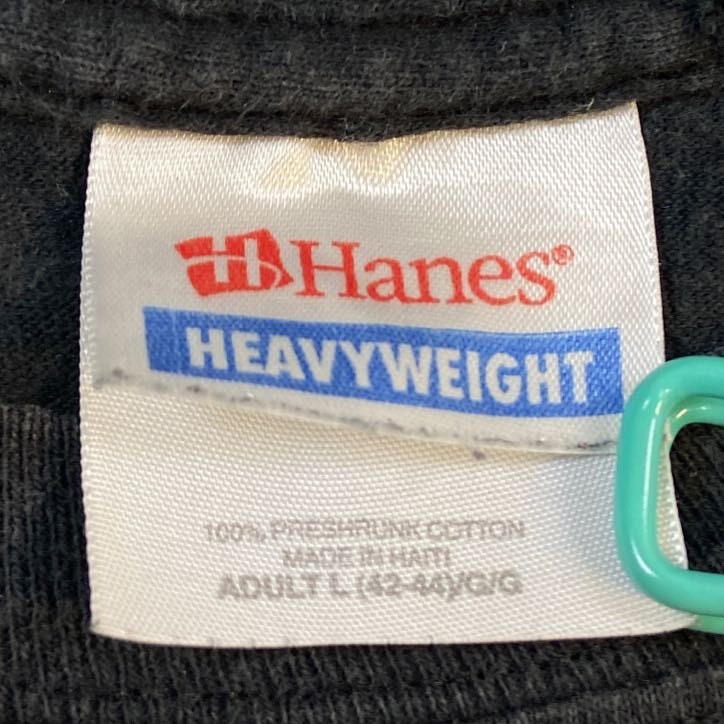 H Hanes®
HEAVYWEIGHT
100% PRESHRUNK COTTON
MADE IN HAITI
ADULT L (42-44)/G/G